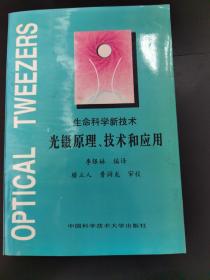 OPTICAL TWEEZERS
生命科学新技术
光镊原理、技术和应用
李银妹 编译
楼立人 曹润龙 审校
中国科学技术大学出版社